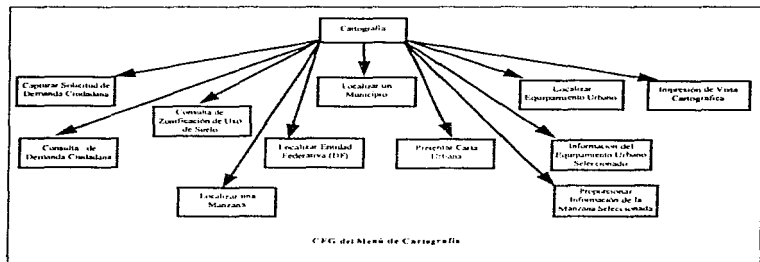 Cartografía
Capturar Solicitud de
Demanda Ciudadana
Consulta de
Demanda Ciudadana
Consulta de
Zonificación de Uso
de Suelo
Localizar una
Manzana
Localizar Entidad
Federativa (DF)
Localizar un
Municipio
Presentar Carta
Urbana
Localizar
Equipamiento Urbano
Información del
Equipamiento Urbano
Seleccionado
Proporcionar
Información de la
Manzana Seleccionada
Impresión de Vista
Cartográfica
CFG del Menú de Cartografía